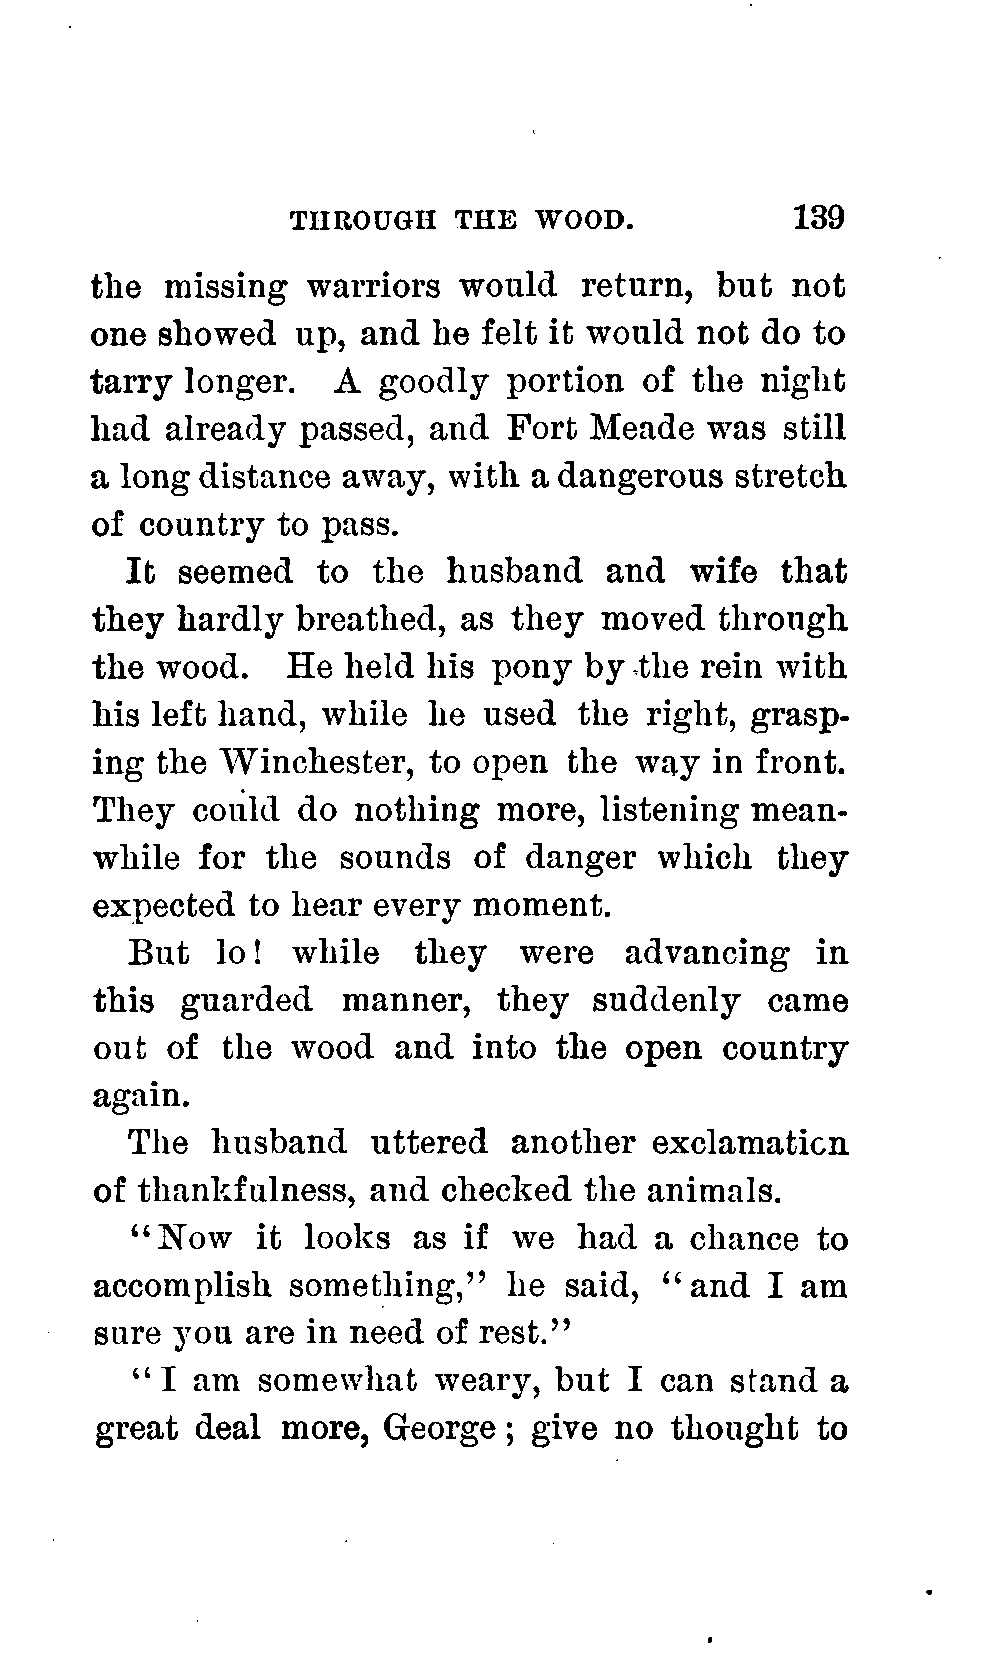 THROUGH THE WOOD. 139
the missing warriors would return, but not
one showed up, and he felt it would not do to
tarry longer. A goodly portion of the night
had already passed, and Fort Meade was still
a long distance away, with a dangerous stretch
of country to pass.
It seemed to the husband and wife that
they hardly breathed, as they moved through
the wood. He held his pony by the rein with
his left hand, while he used the right, grasp-
ing the Winchester, to open the way in front.
They could do nothing more, listening mean-
while for the sounds of danger which they
expected to hear every moment.
But lo! while they were advancing in
this guarded manner, they suddenly came
out of the wood and into the open country
again.
The husband uttered another exclamation
of thankfulness, and checked the animals.
“Now it looks as if we had a chance to
accomplish something,” he said, “and I am
sure you are in need of rest.”
“I am somewhat weary, but I can stand a
great deal more, George; give no thought to